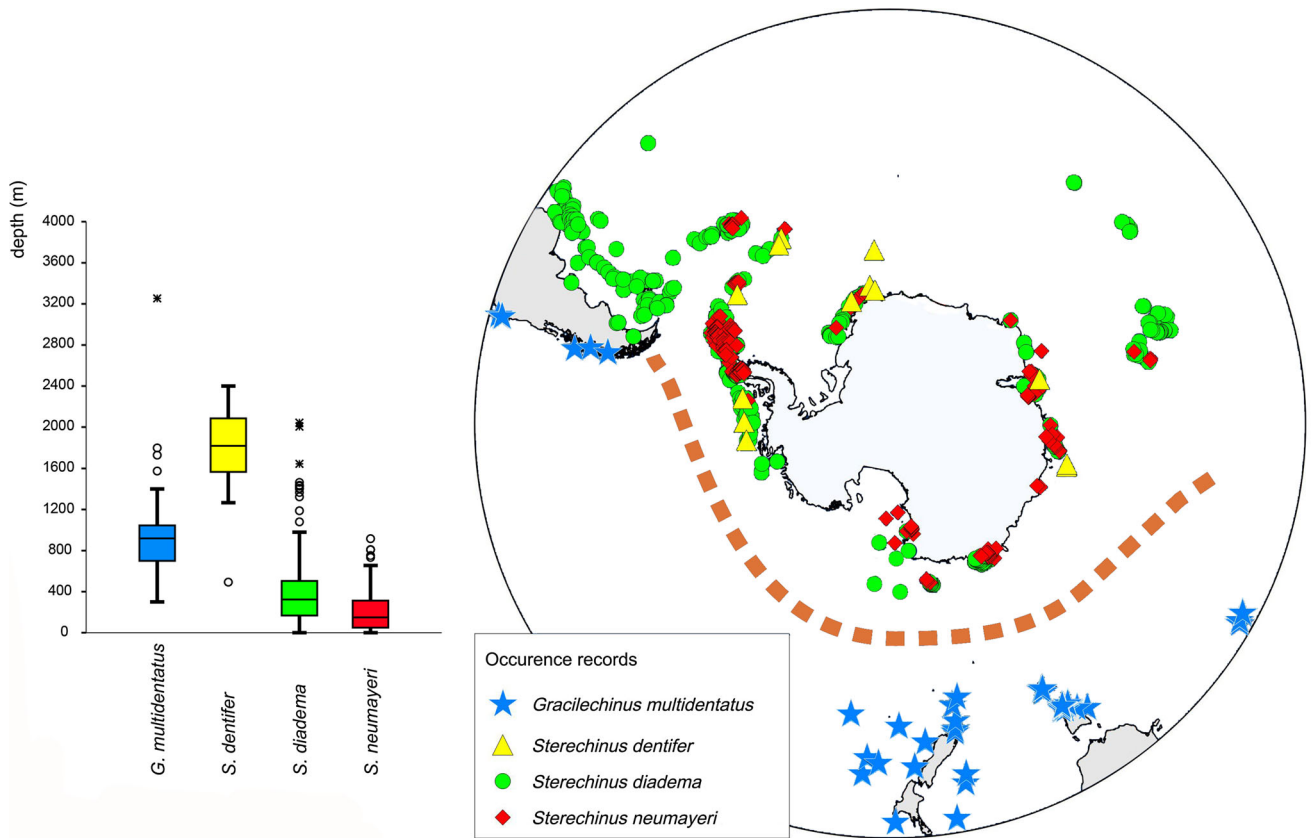 depth (m)
4000
3600
3200
2800
2400
2000
1600
1200
800
400
0
G. multidentatus
S. dentifer
S. diadema
S. neumayeri
Occurence records
Gracilechinus multidentatus
Sterechinus dentifer
Sterechinus diadema
Sterechinus neumayeri